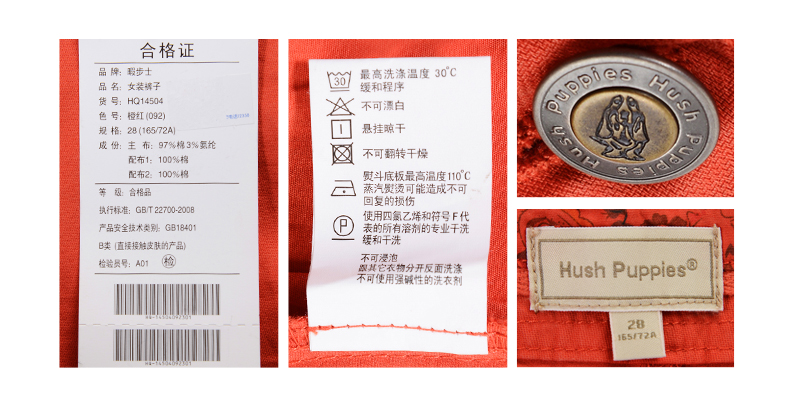 合格证
品 牌: 暇步士
品 名: 女装裤子
货 号: HQ14504
色 号: 橙红 (092)
规 格: 28 (165/72A)
成 份: 主 布: 97%棉 3%氨纶
配布1: 100%棉
配布2: 100%棉
等 级: 合格品
执行标准: GB/T 22700-2008
产品安全技术类别: GB18401
B类 (直接接触皮肤的产品)
检验员号: A01 检
30
最高洗涤温度 30℃
缓和程序
不可漂白
悬挂晾干
不可翻转干燥
熨斗底板最高温度110℃
蒸汽熨烫可能造成不可
回复的损伤
P
使用四氯乙烯和符号 F 代
表的所有溶剂的专业干洗
缓和干洗
不可浸泡
跟其它衣物分开反面洗涤
不可使用强碱性的洗衣剂
Hush Puppies Hush Puppies
Hush Puppies®
28
165/72A